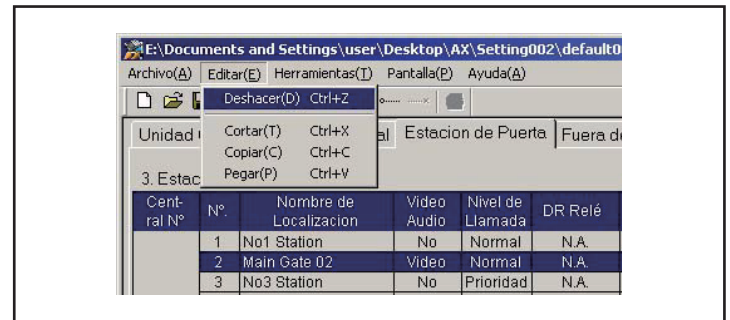 E:\Documents and Settings\user\Desktop\AX\Setting002\default0
Archivo(A) Editar(E) Herramientas(T) Pantalla(P) Ayuda(A)
Deshacer(D) Ctrl+Z
Cortar(T) Ctrl+X
Copiar(C) Ctrl+C
Pegar(P) Ctrl+V
Unidad Estacion de Puerta Fuera d
3. Estac
Cent-ral Nº Nº. Nombre de Localizacion Video Audio Nivel de Llamada DR Relé
1 No1 Station No Normal N.A.
2 Main Gate 02 Video Normal N.A.
3 No3 Station No Prioridad N.A.